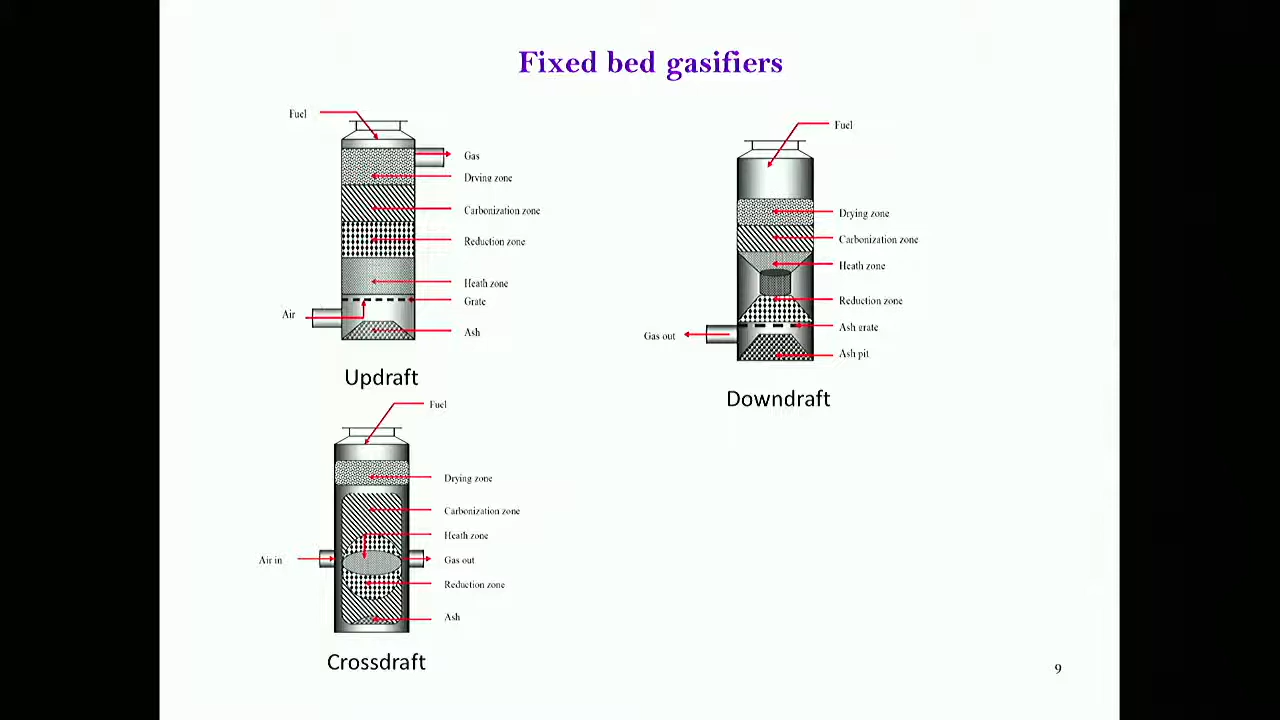 Fixed bed gasifiers
Fuel
Gas
Drying zone
Carbonization zone
Reduction zone
Heath zone
Grate
Air
Ash
Updraft
Fuel
Drying zone
Carbonization zone
Heath zone
Reduction zone
Ash grate
Gas out
Ash pit
Downdraft
Fuel
Drying zone
Carbonization zone
Heath zone
Air in
Gas out
Reduction zone
Ash
Crossdraft
9